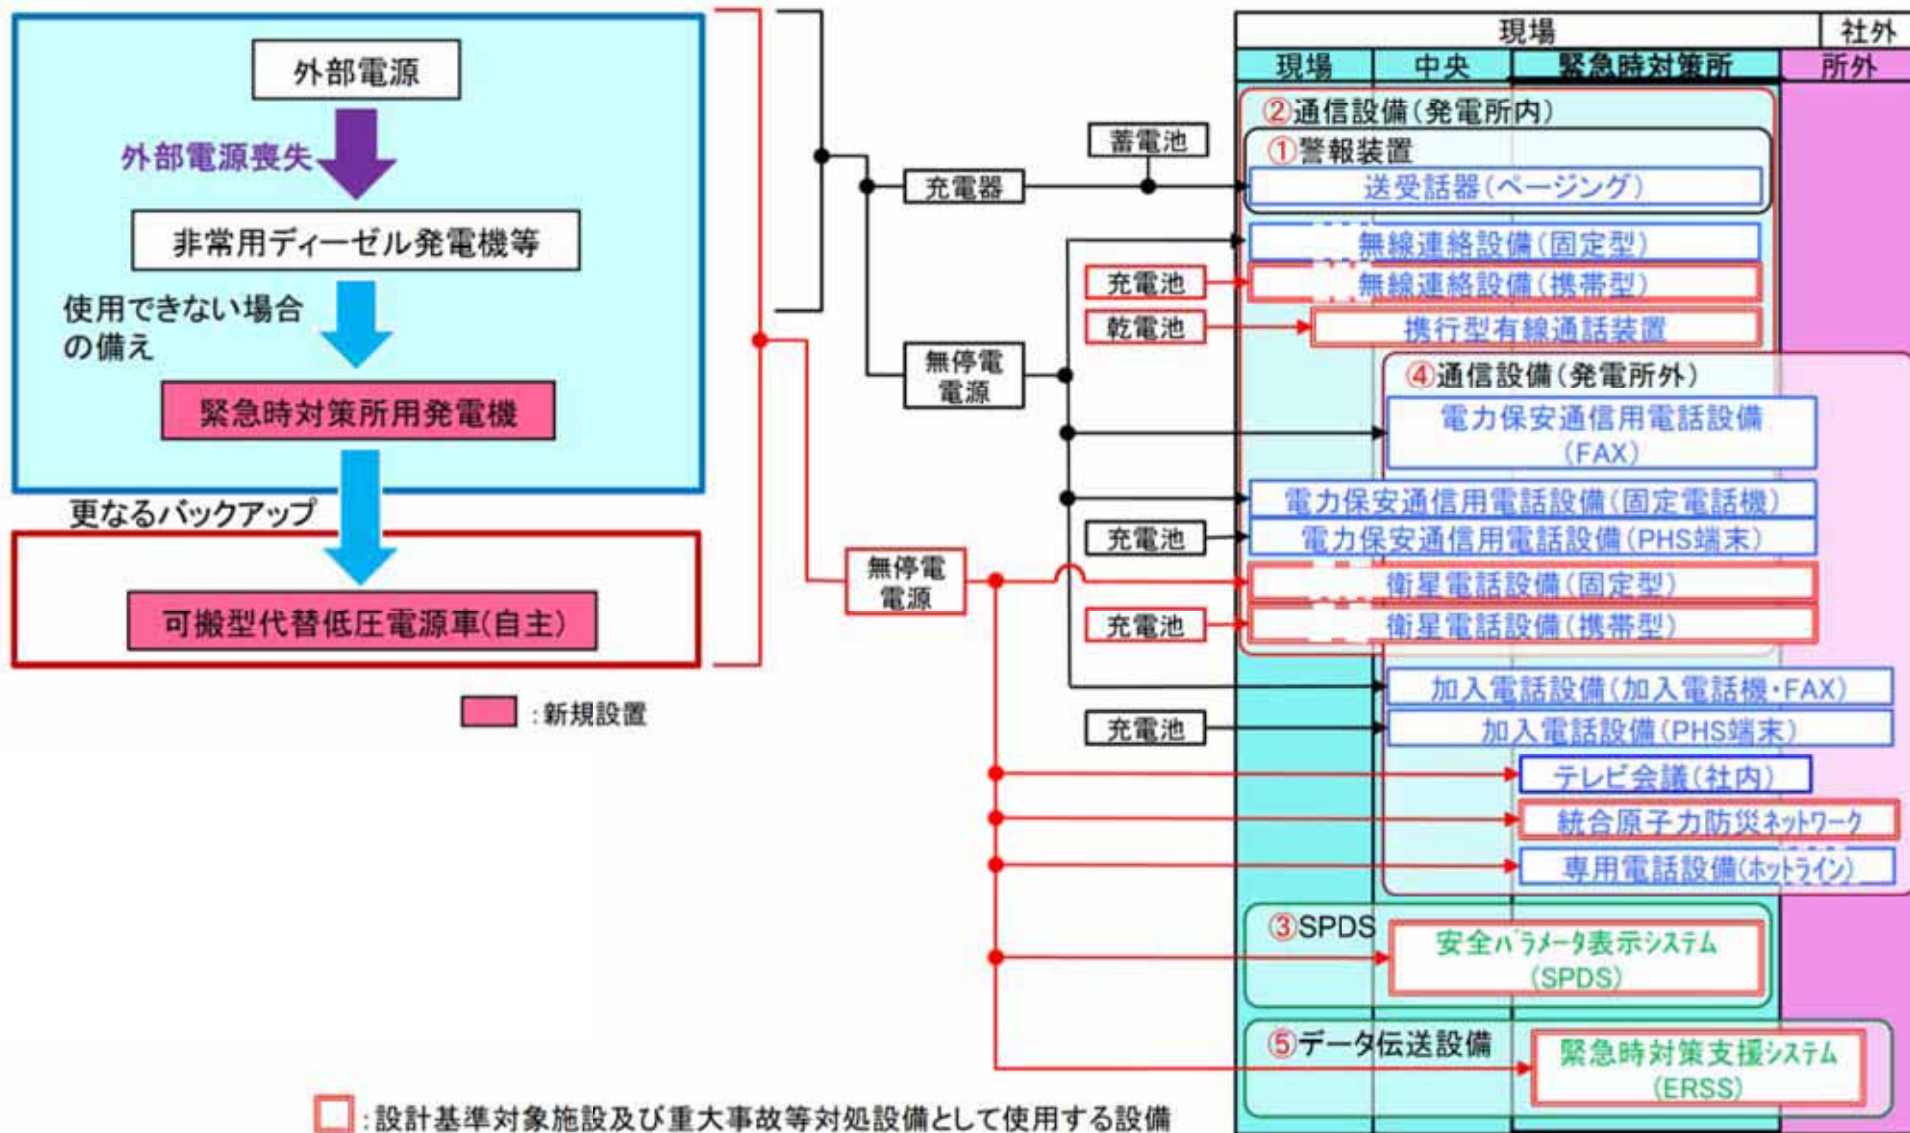 外部電源
外部電源喪失
非常用ディーゼル発電機等
使用できない場合
の備え
緊急時対策所用発電機
更なるバックアップ
可搬型代替低圧電源車(自主)
:新規設置
充電器
蓄電池
無停電
電源
充電池
乾電池
充電池
無停電
電源
充電池
充電池
現場
社外
現場
中央
緊急時対策所
所外
②通信設備(発電所内)
①警報装置
送受話器(ページング)
無線連絡設備(固定型)
無線連絡設備(携帯型)
携行型有線通話装置
④通信設備(発電所外)
電力保安通信用電話設備
(FAX)
電力保安通信用電話設備(固定電話機)
電力保安通信用電話設備(PHS端末)
衛星電話設備(固定型)
衛星電話設備(携帯型)
加入電話設備(加入電話機・FAX)
加入電話設備(PHS端末)
テレビ会議(社内)
統合原子力防災ネットワーク
専用電話設備(ホットライン)
③SPDS
安全パラメータ表示システム
(SPDS)
⑤データ伝送設備
緊急時対策支援システム
(ERSS)
:設計基準対象施設及び重大事故等対処設備として使用する設備